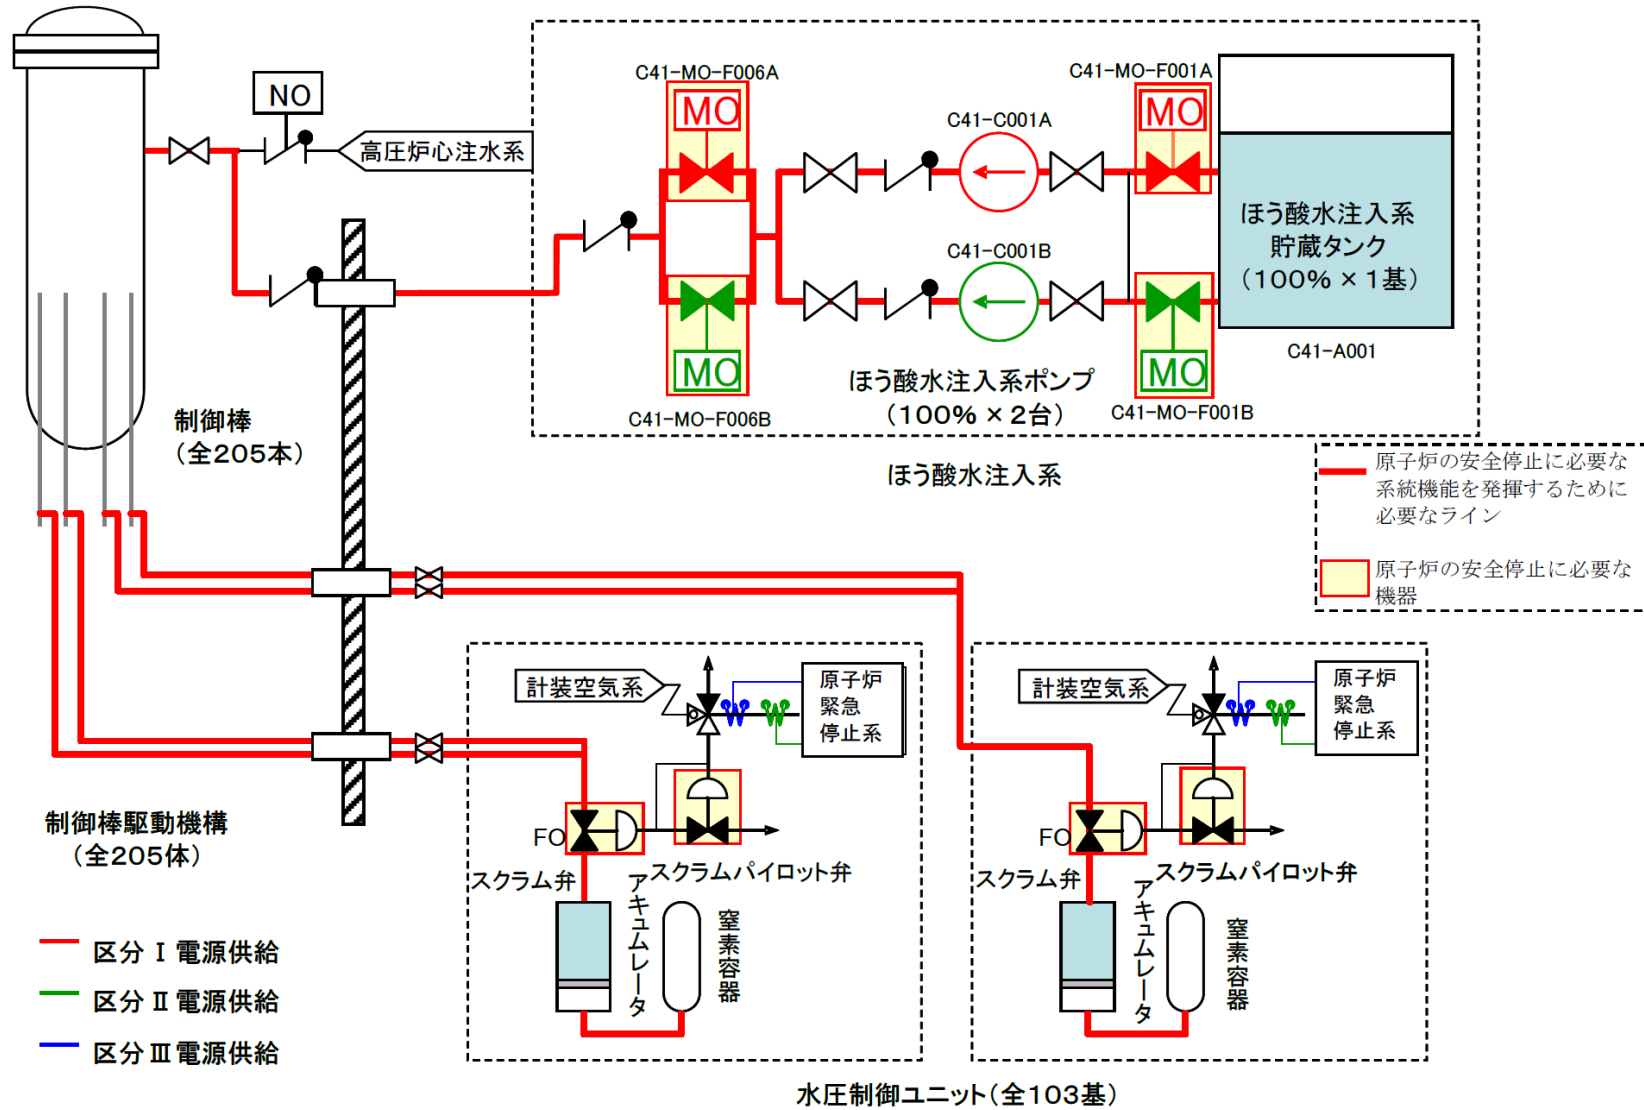 NO
高圧炉心注水系
C41-MO-F006A
MO
C41-C001A
C41-MO-F001A
MO
ほう酸水注入系
貯蔵タンク
(100%×1基)
C41-A001
C41-C001B
MO
C41-MO-F006B
MO
C41-MO-F001B
ほう酸水注入系ポンプ
(100%×2台)
ほう酸水注入系
制御棒
(全205本)
原子炉の安全停止に必要な
系統機能を発揮するために
必要なライン
原子炉の安全停止に必要な
機器
計装空気系
原子炉
緊急
停止系
FO
スクラム弁
スクラムパイロット弁
アキュムレータ
窒素容器
計装空気系
原子炉
緊急
停止系
FO
スクラム弁
スクラムパイロット弁
アキュムレータ
窒素容器
制御棒駆動機構
(全205体)
区分Ⅰ電源供給
区分Ⅱ電源供給
区分Ⅲ電源供給
水圧制御ユニット(全103基)